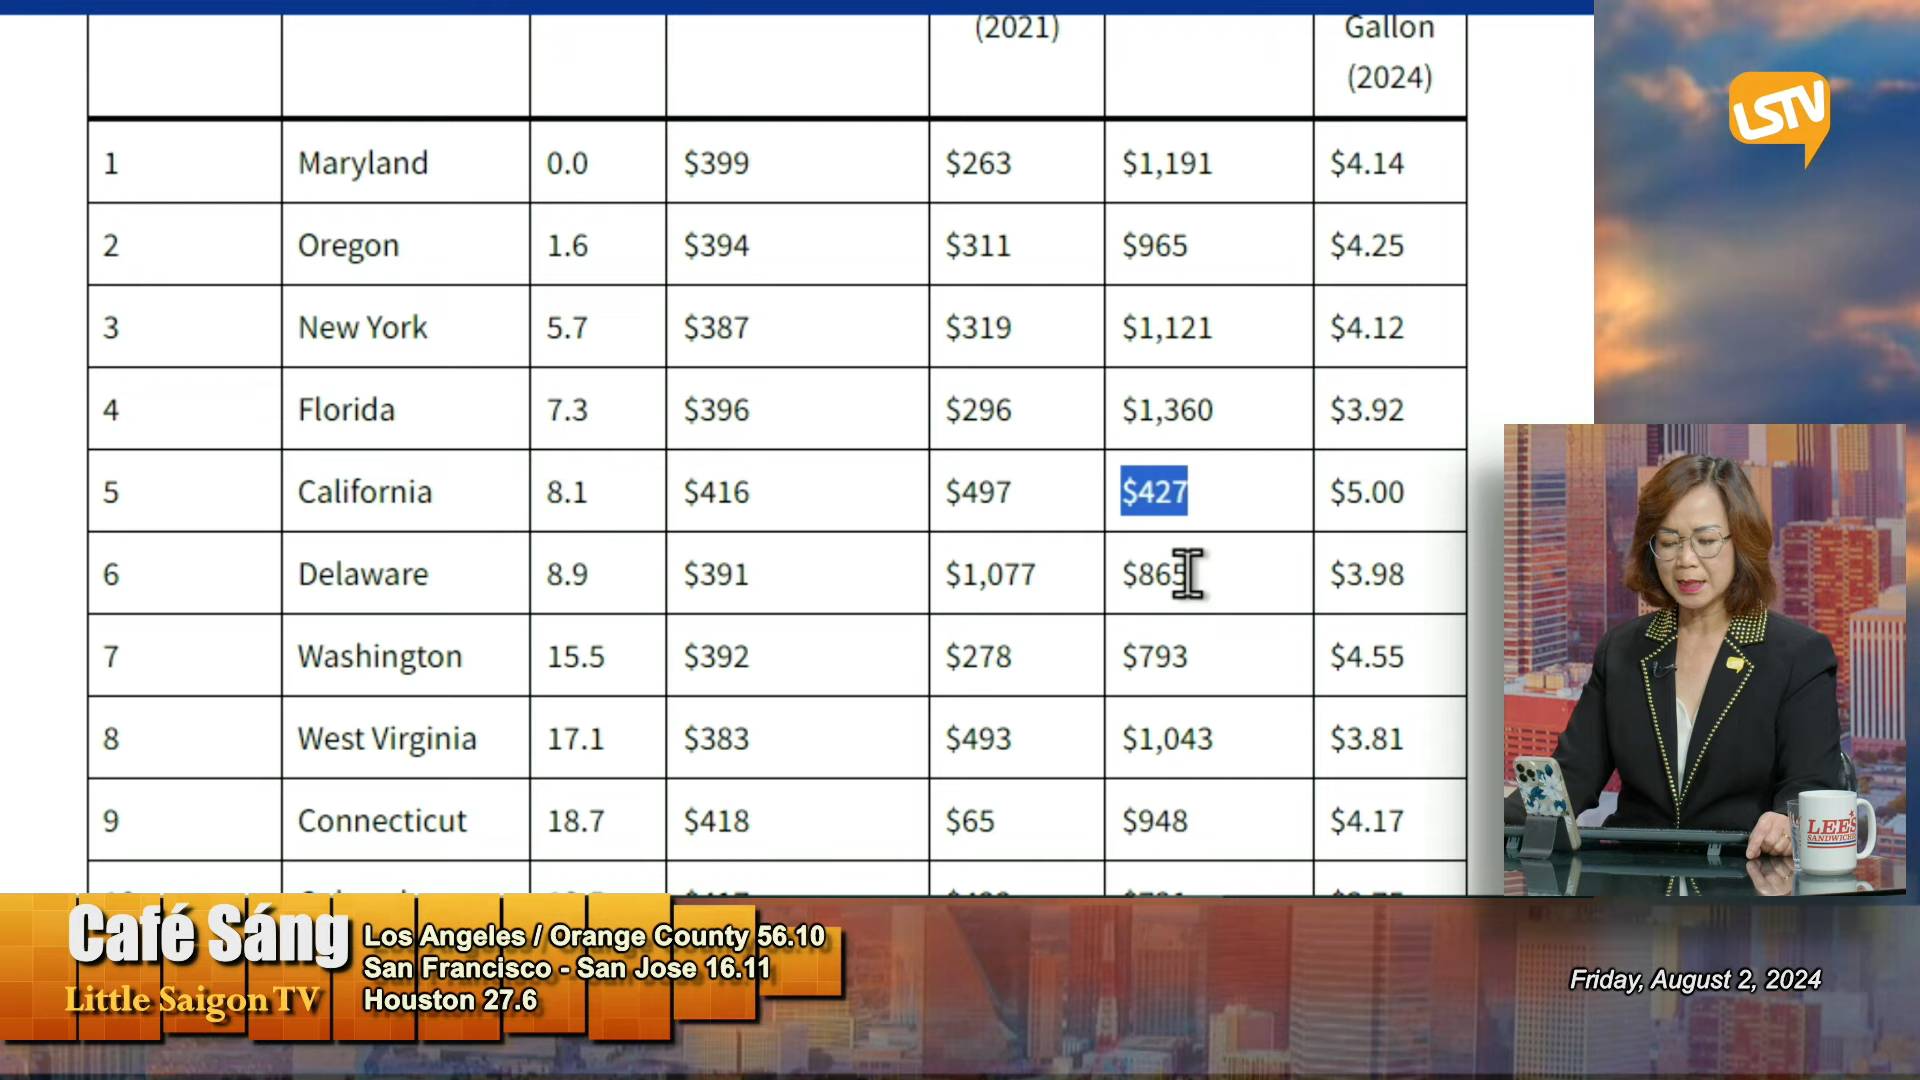 (2021) Gallon
(2024)
1 Maryland 0.0 $399 $263 $1,191 $4.14
2 Oregon 1.6 $394 $311 $965 $4.25
3 New York 5.7 $387 $319 $1,121 $4.12
4 Florida 7.3 $396 $296 $1,360 $3.92
5 California 8.1 $416 $497 $427 $5.00
6 Delaware 8.9 $391 $1,077 $865 $3.98
7 Washington 15.5 $392 $278 $793 $4.55
8 West Virginia 17.1 $383 $493 $1,043 $3.81
9 Connecticut 18.7 $418 $65 $948 $4.17
LSTV
LEE'S
SANDWICHES
Café Sáng
Little Saigon TV
Los Angeles / Orange County 56.10
San Francisco - San Jose 16.11
Houston 27.6
Friday, August 2, 2024